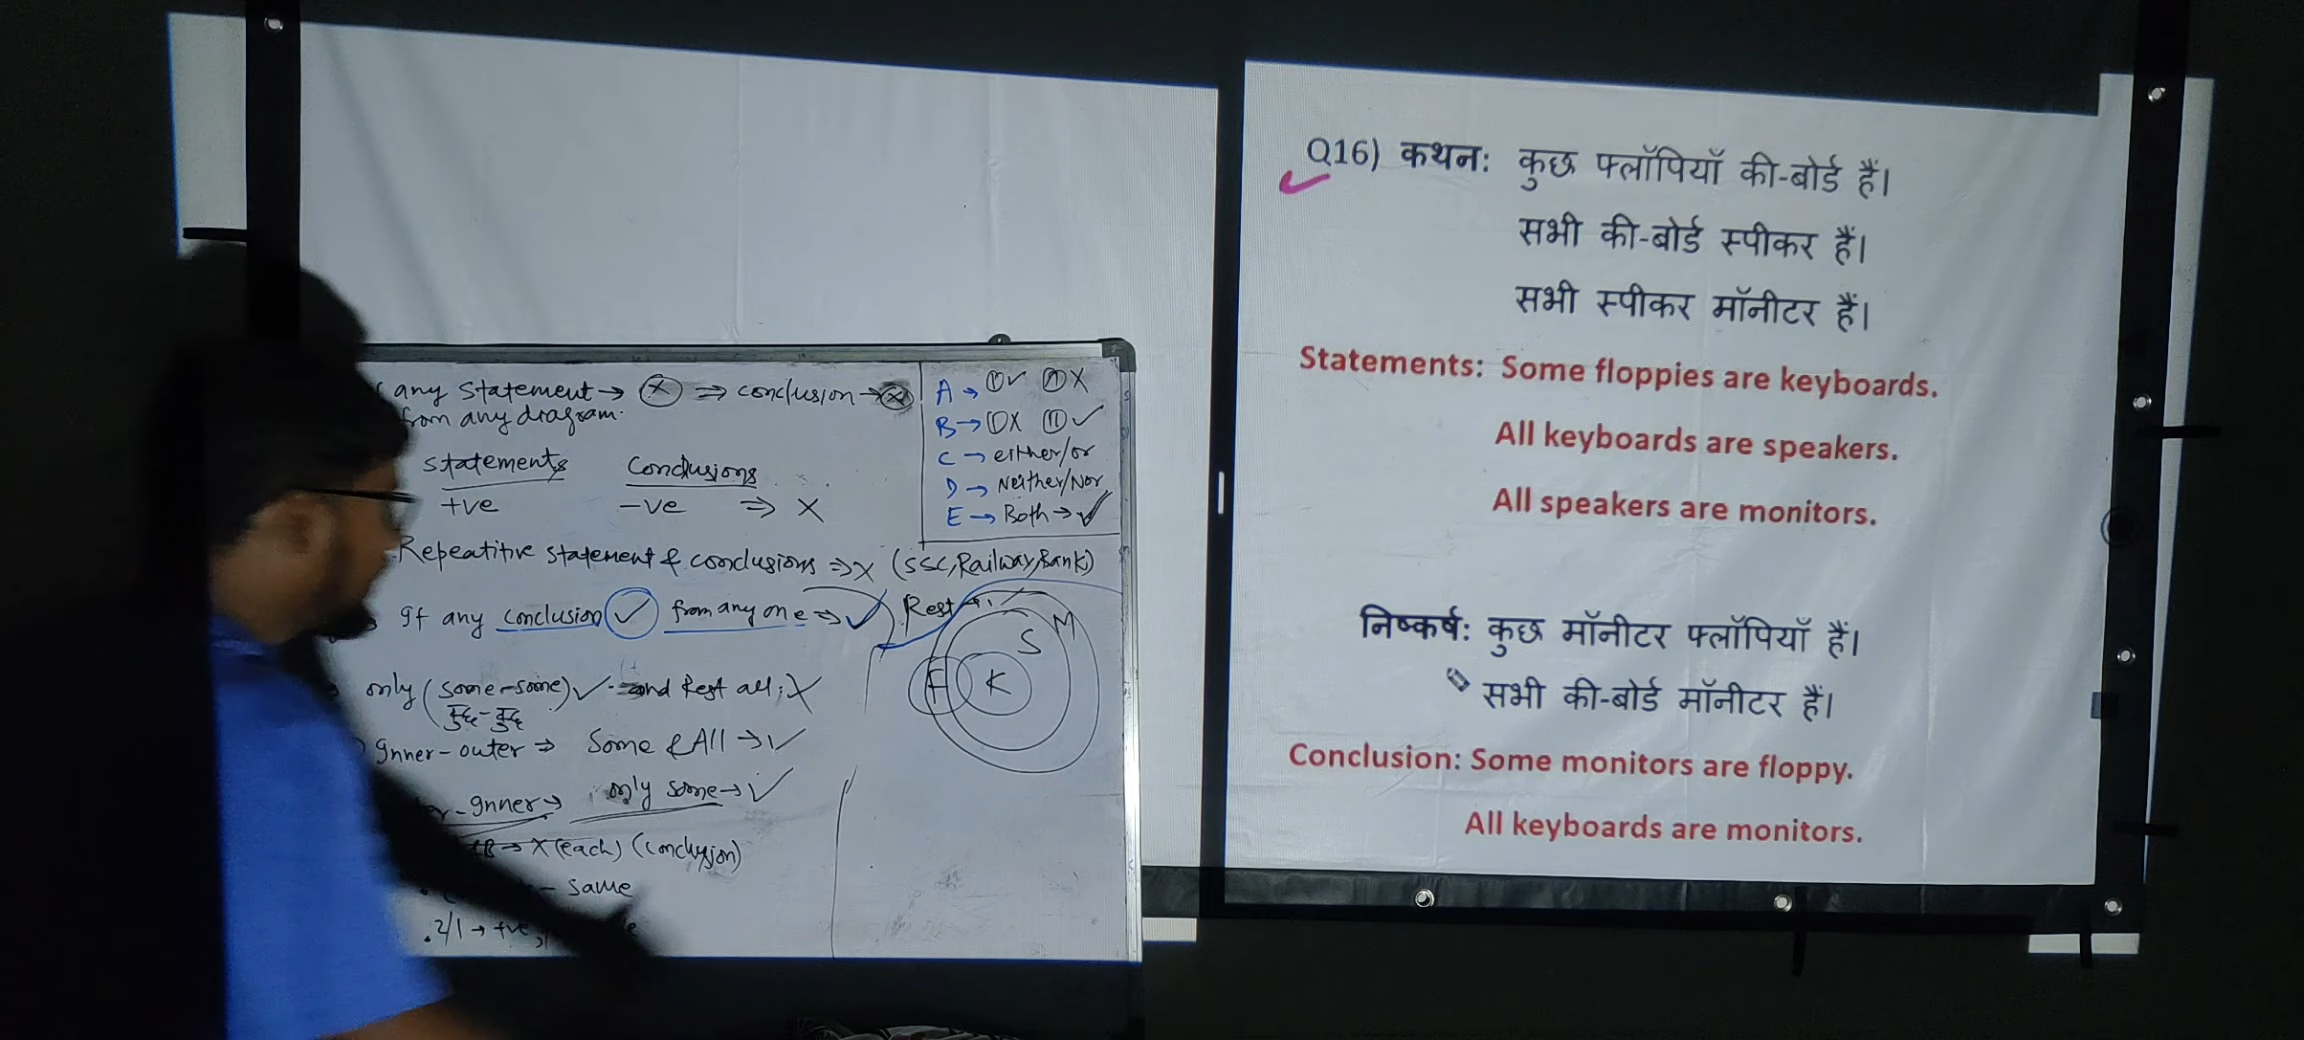 any statement → (X) ⇒ conclusion → (X)
from any diagram.
statements conclusions
+ve -ve ⇒ X
Repeatitive statement & conclusions ⇒ X (SSC, Railway, Bank)
If any conclusion ✓ from any one ⇒ ✓ Rest
only (some-some) ✓ and Rest all; X
कुछ-कुछ
Inner-outer ⇒ Some & All → ✓
-Inner → only some → ✓
→ X (each) (conclusion)
- same
. 2/1 → +ve,
A → Ⓘ✓ Ⓘ X
B → Ⓘ X Ⓘ ✓
C → either/or
D → Neither/Nor
E → Both → ✓
M
S
F K
Q16) कथन: कुछ फ्लॉपियाँ की-बोर्ड हैं।
सभी की-बोर्ड स्पीकर हैं।
सभी स्पीकर मॉनीटर हैं।
Statements: Some floppies are keyboards.
All keyboards are speakers.
All speakers are monitors.
निष्कर्ष: कुछ मॉनीटर फ्लॉपियाँ हैं।
सभी की-बोर्ड मॉनीटर हैं।
Conclusion: Some monitors are floppy.
All keyboards are monitors.